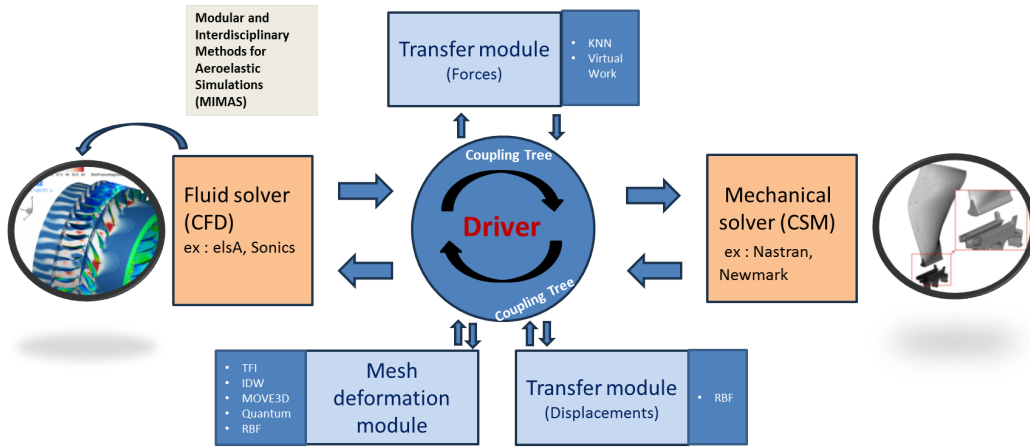 Modular and
Interdisciplinary
Methods for
Aeroelastic
Simulations
(MIMAS)
Transfer module
(Forces)
• KNN
• Virtual
Work
Coupling Tree
Driver
Coupling Tree
Fluid solver
(CFD)
ex : elsA, Sonics
Mechanical
solver (CSM)
ex : Nastran,
Newmark
• TFI
• IDW
• MOVE3D
• Quantum
• RBF
Mesh
deformation
module
Transfer module
(Displacements)
• RBF